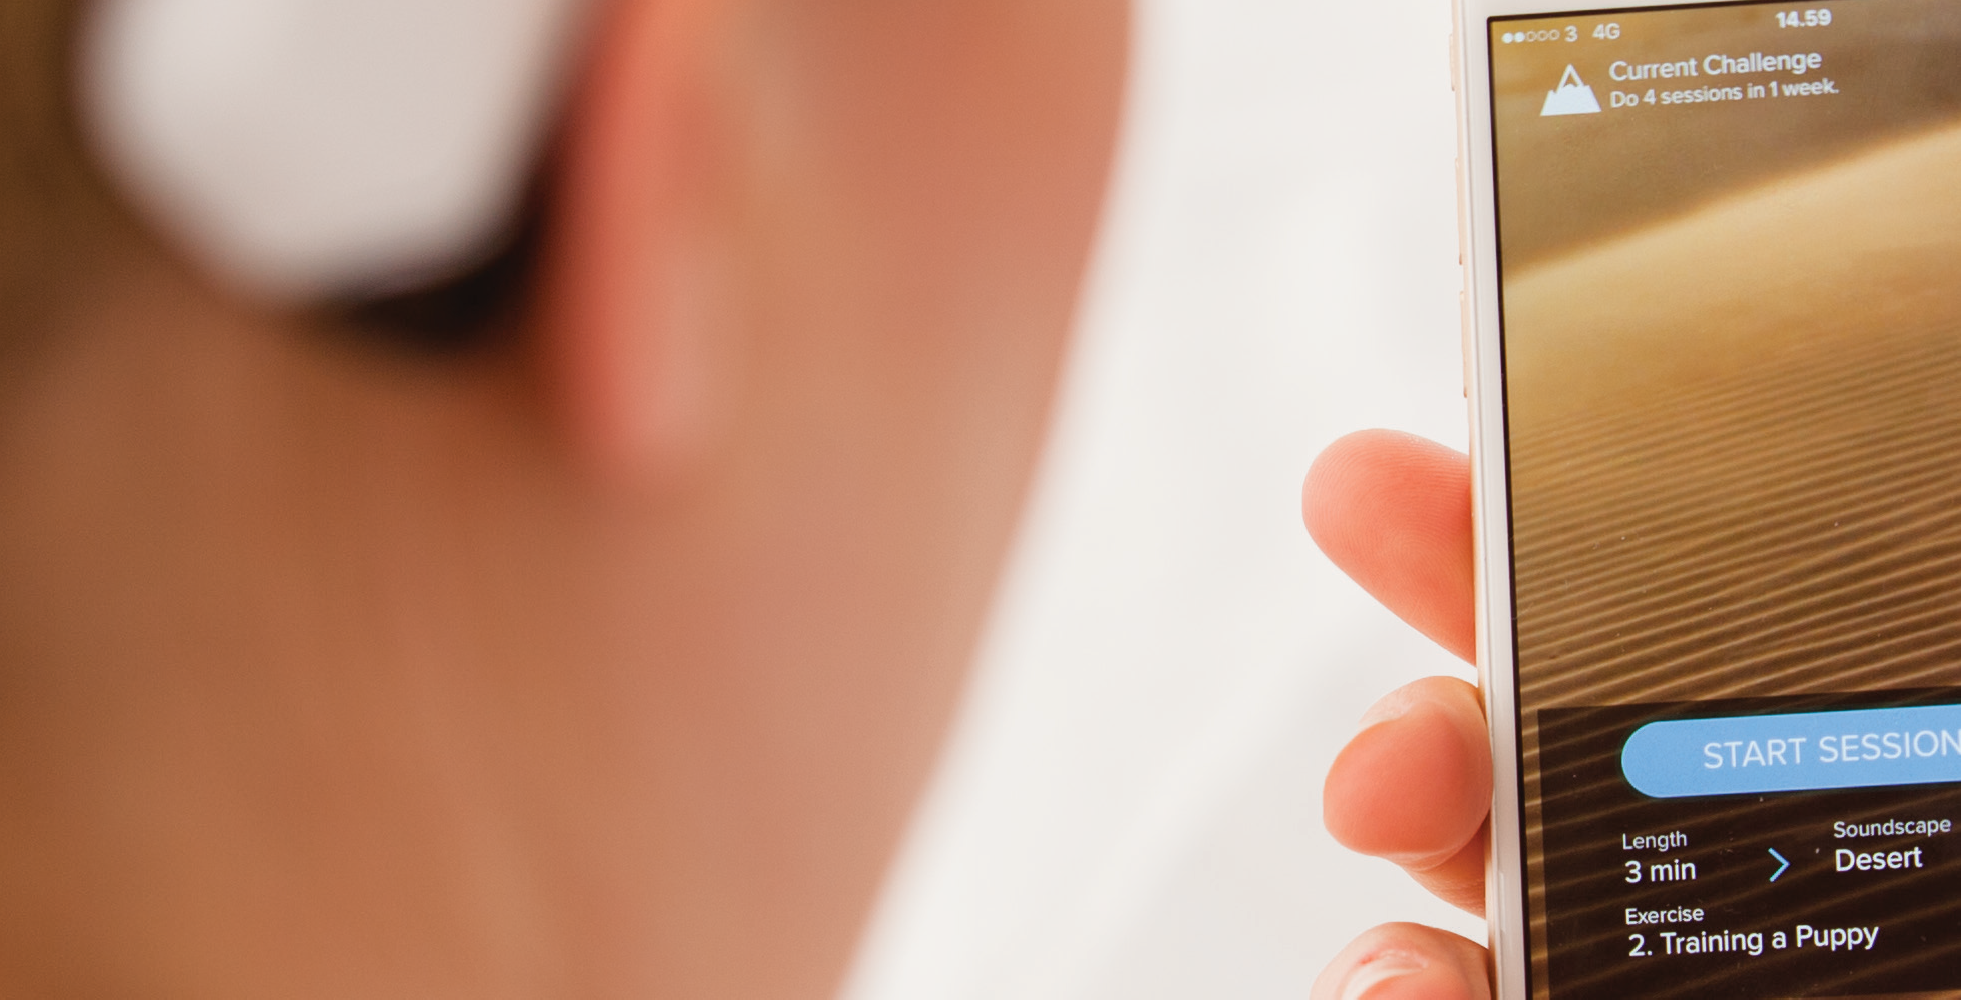 3 4G 14.59
Current Challenge
Do 4 sessions in 1 week.
START SESSION
Length
3 min
Soundscape
Desert
Exercise
2. Training a Puppy